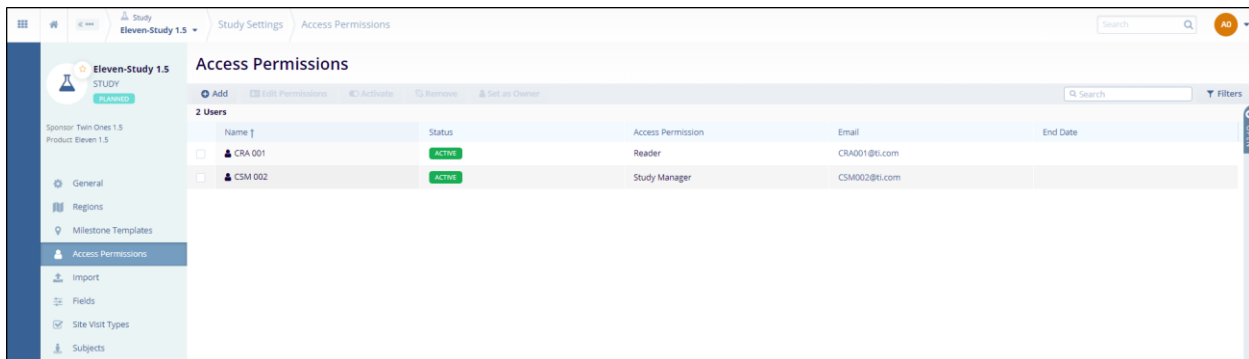 Study
Eleven-Study 1.5
Study Settings
Access Permissions
Search
AO
Eleven-Study 1.5
STUDY
PLANNED
Sponsor Twin Ones 1.5
Product Eleven 1.5
General
Regions
Milestone Templates
Access Permissions
Import
Fields
Site Visit Types
Subjects
Access Permissions
Add Edit Permissions Activate Remove Set as Owner Search Filters
2 Users
Name Status Access Permission Email End Date
CRA 001 ACTIVE Reader CRA001@ti.com
CSM 002 ACTIVE Study Manager CSM002@ti.com